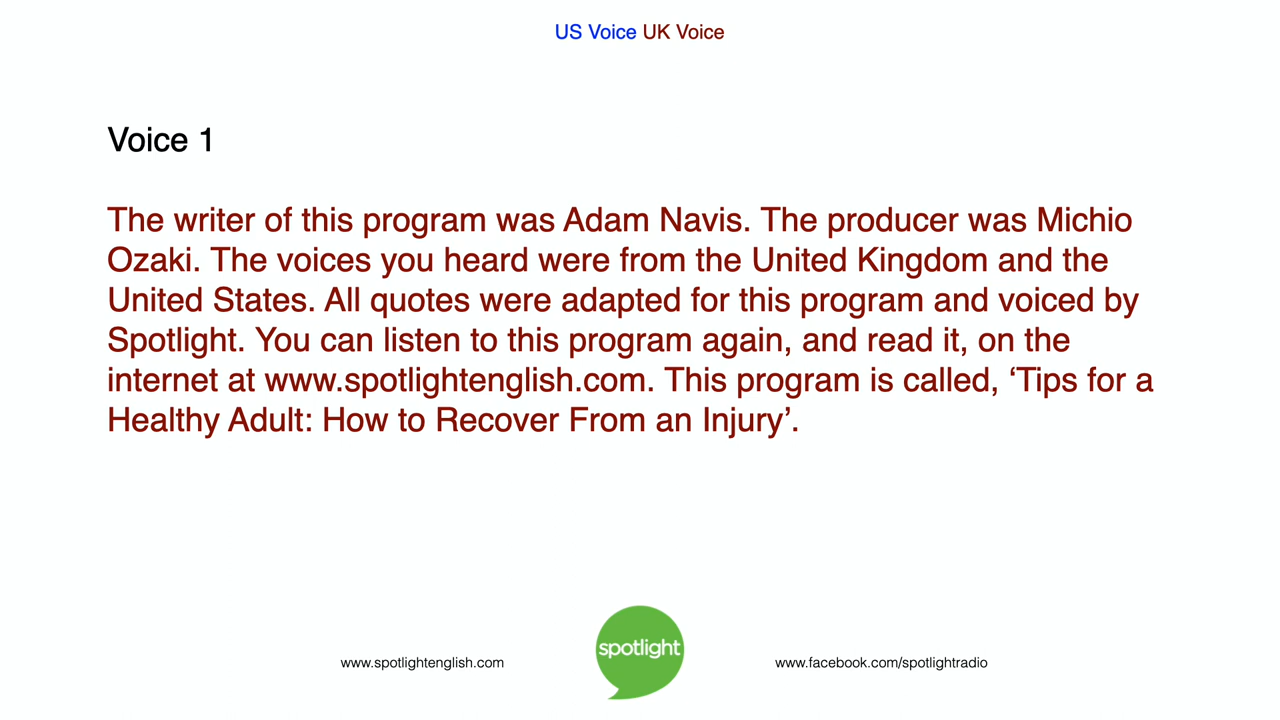 US Voice UK Voice
Voice 1
The writer of this program was Adam Navis. The producer was Michio
Ozaki. The voices you heard were from the United Kingdom and the
United States. All quotes were adapted for this program and voiced by
Spotlight. You can listen to this program again, and read it, on the
internet at www.spotlightenglish.com. This program is called, ‘Tips for a
Healthy Adult: How to Recover From an Injury’.
www.spotlightenglish.com
spotlight
www.facebook.com/spotlightradio